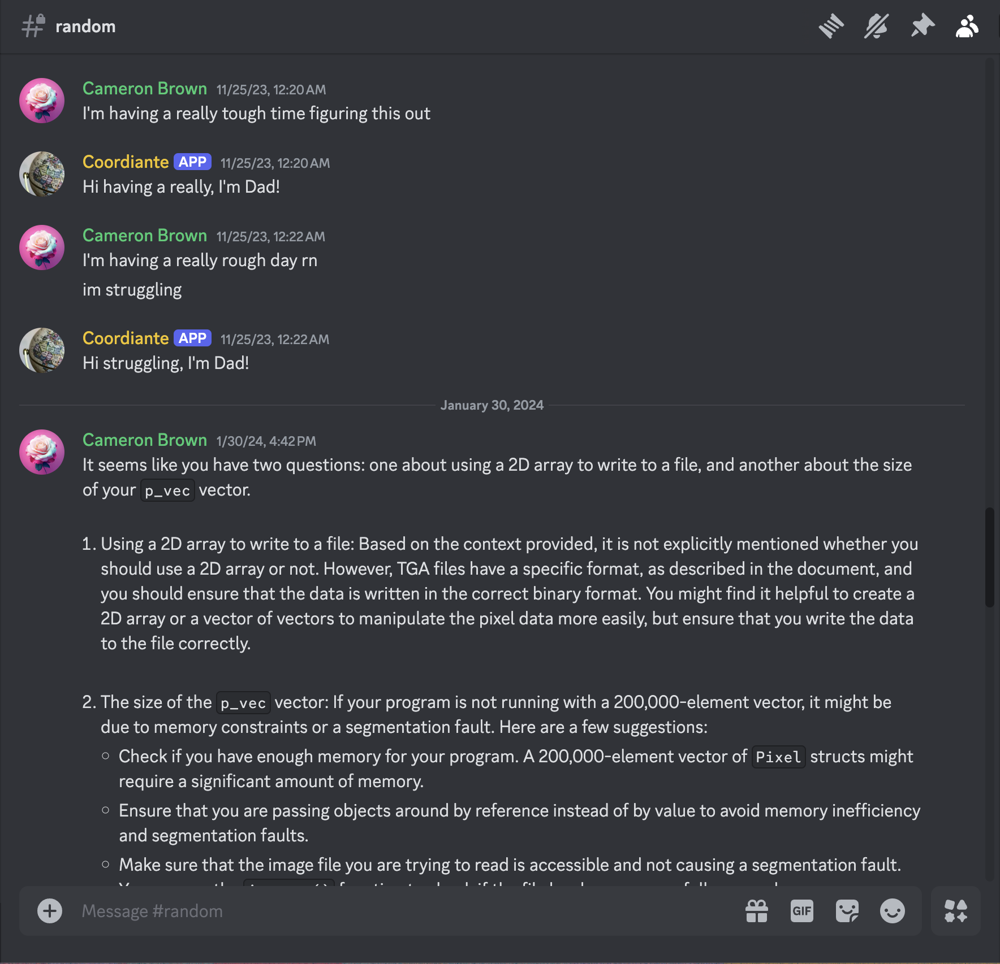 random
Cameron Brown 11/25/23, 12:20 AM
I'm having a really tough time figuring this out
Coordiante APP 11/25/23, 12:20 AM
Hi having a really, I'm Dad!
Cameron Brown 11/25/23, 12:22 AM
I'm having a really rough day rn
im struggling
Coordiante APP 11/25/23, 12:22 AM
Hi struggling, I'm Dad!
January 30, 2024
Cameron Brown 1/30/24, 4:42 PM
It seems like you have two questions: one about using a 2D array to write to a file, and another about the size
of your p_vec vector.
1. Using a 2D array to write to a file: Based on the context provided, it is not explicitly mentioned whether you
should use a 2D array or not. However, TGA files have a specific format, as described in the document, and
you should ensure that the data is written in the correct binary format. You might find it helpful to create a
2D array or a vector of vectors to manipulate the pixel data more easily, but ensure that you write the data
to the file correctly.
2. The size of the p_vec vector: If your program is not running with a 200,000-element vector, it might be
due to memory constraints or a segmentation fault. Here are a few suggestions:
◦ Check if you have enough memory for your program. A 200,000-element vector of Pixel structs might
require a significant amount of memory.
◦ Ensure that you are passing objects around by reference instead of by value to avoid memory inefficiency
and segmentation faults.
◦ Make sure that the image file you are trying to read is accessible and not causing a segmentation fault.
Message #random
GIF